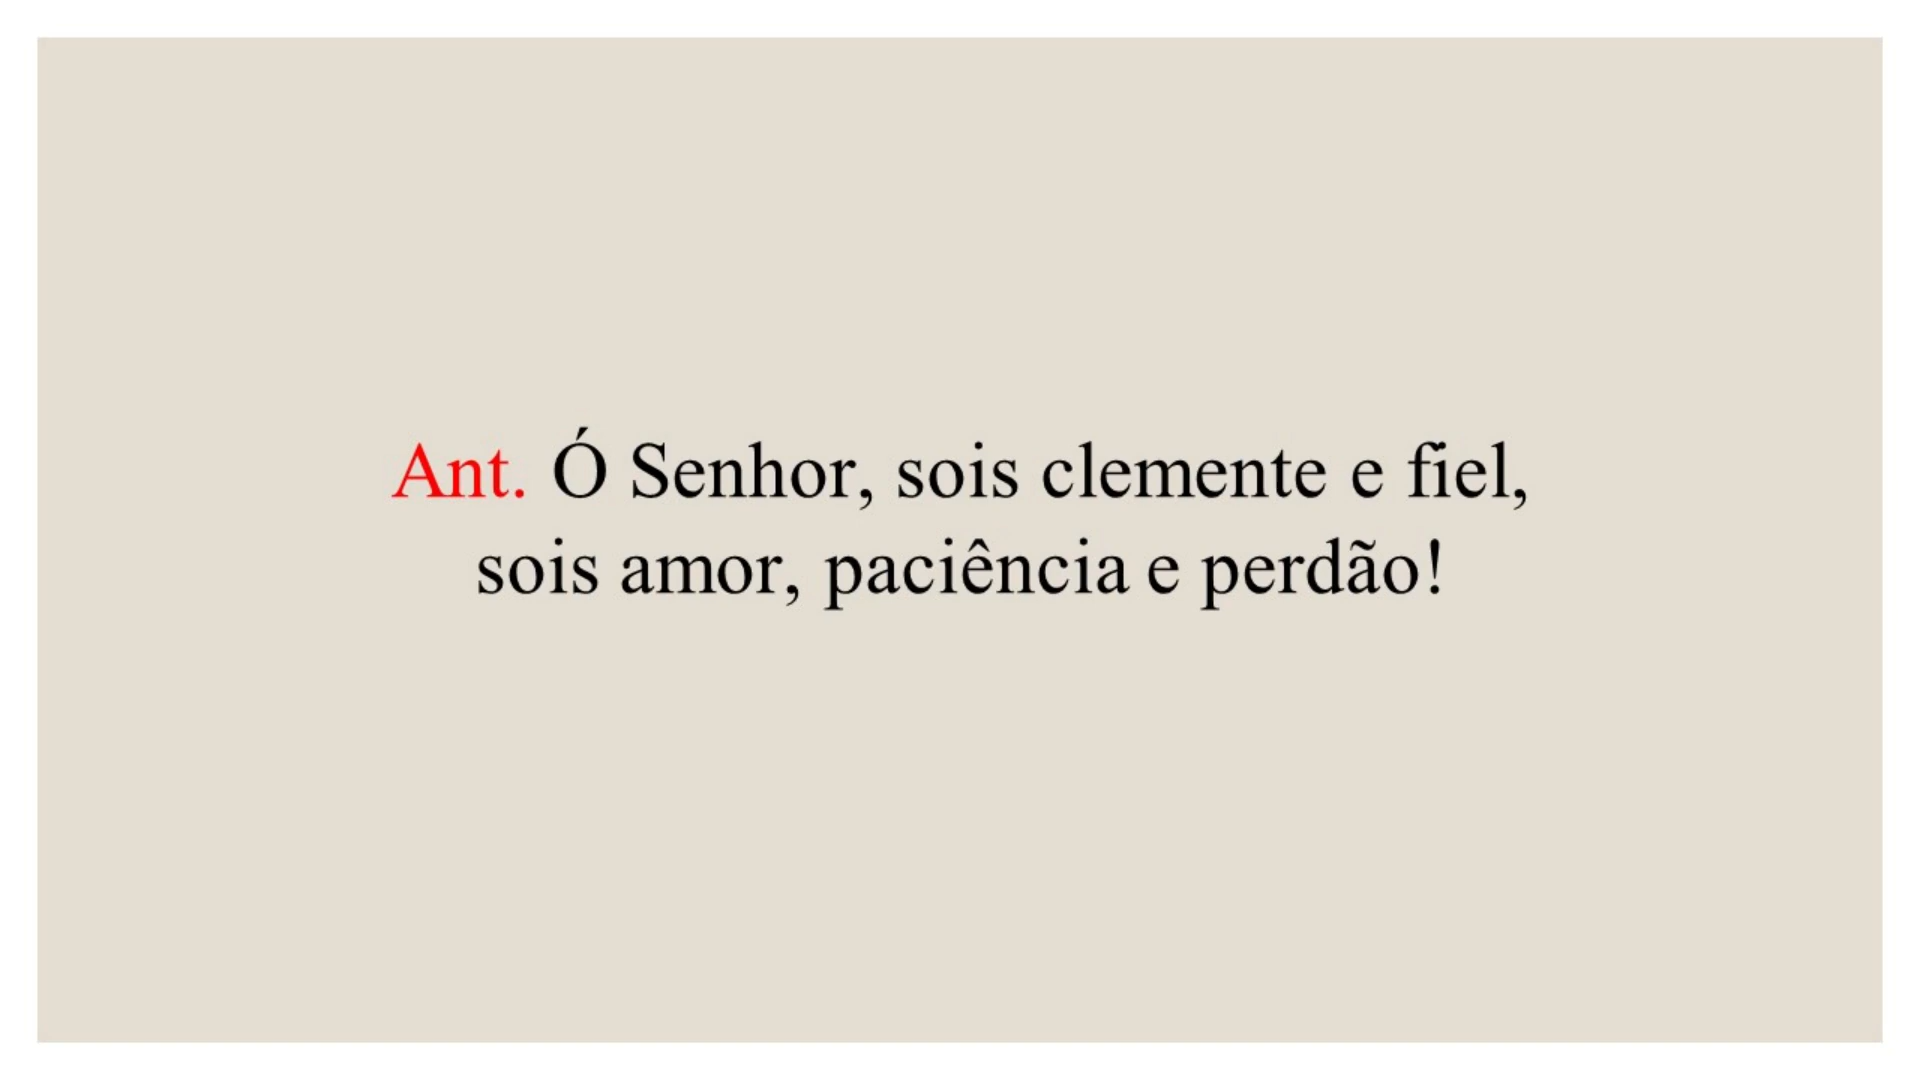 Ant. Ó Senhor, sois clemente e fiel,
sois amor, paciência e perdão!